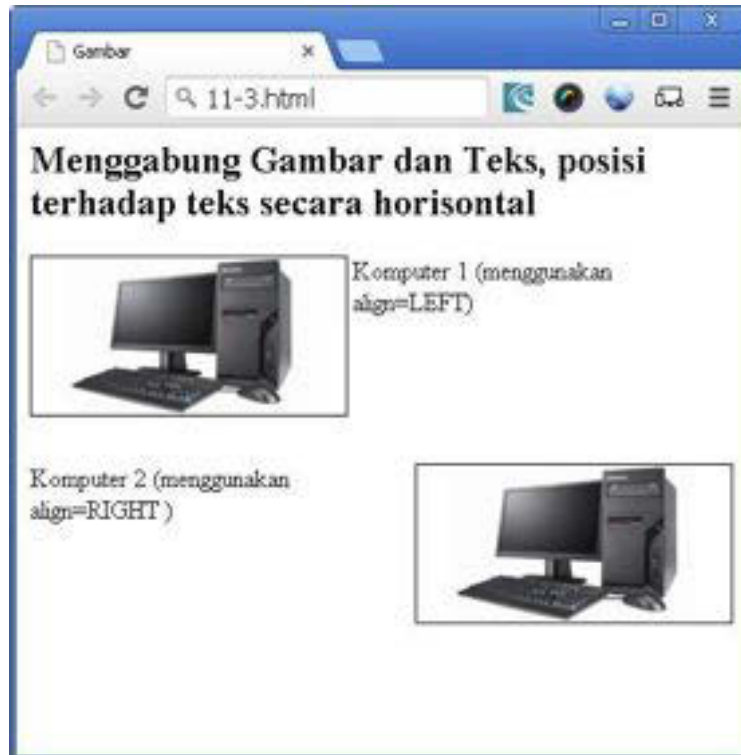 Gambar
11-3.html
Menggabung Gambar dan Teks, posisi
terhadap teks secara horisontal
Komputer 1 (menggunakan
align=LEFT)
Komputer 2 (menggunakan
align=RIGHT )